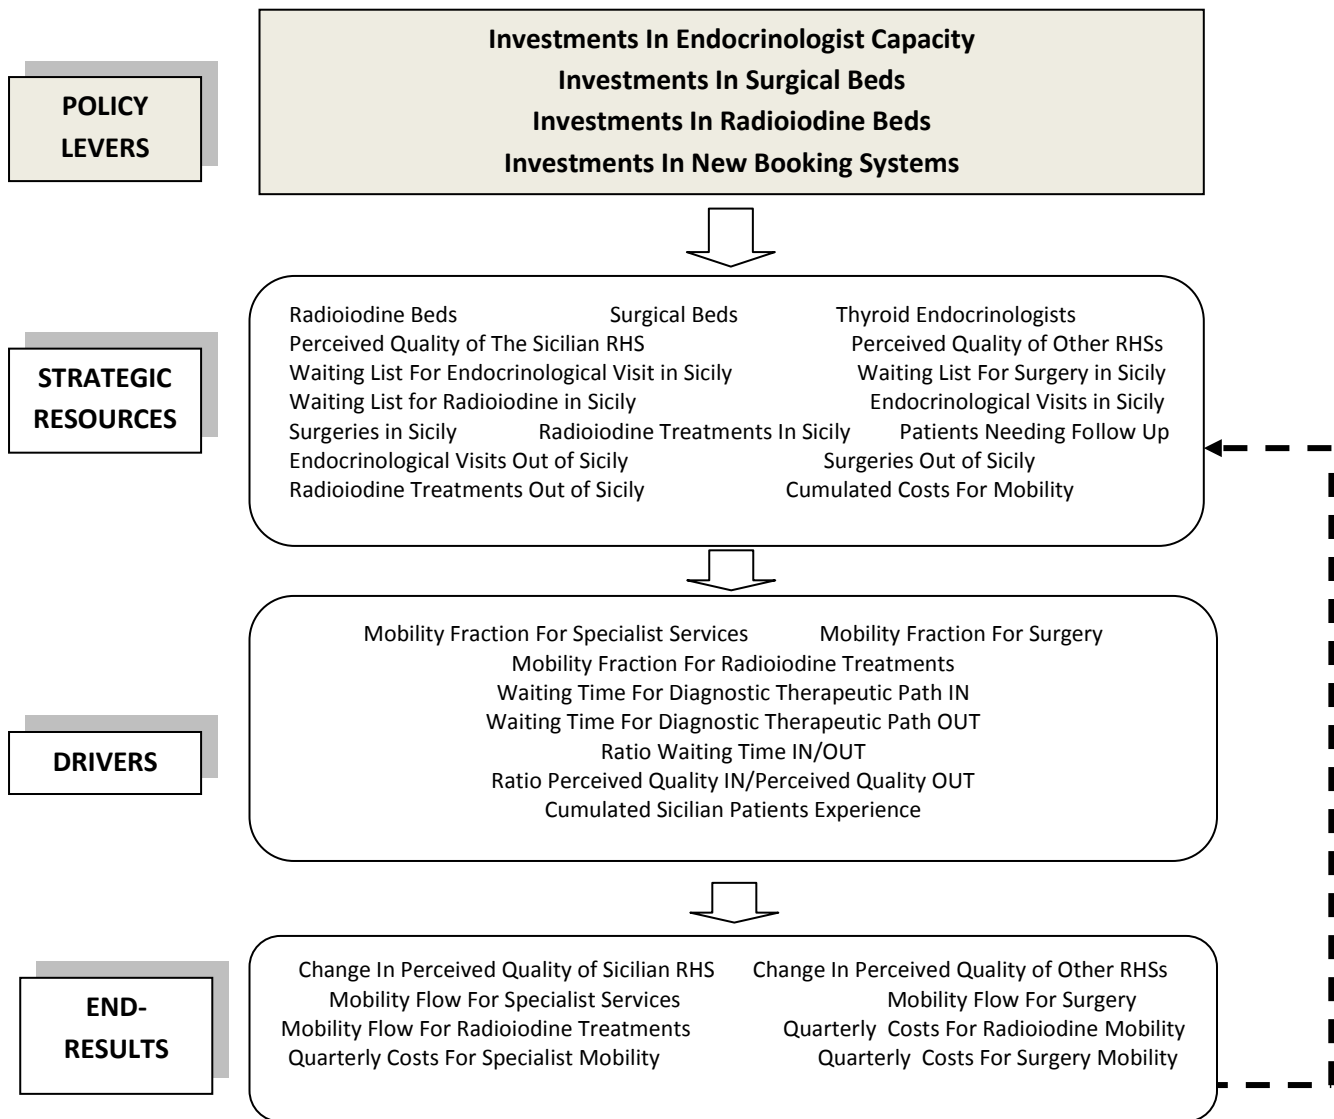 Investments In Endocrinologist Capacity
Investments In Surgical Beds
Investments In Radioiodine Beds
Investments In New Booking Systems
POLICY
LEVERS
Radioiodine Beds Surgical Beds Thyroid Endocrinologists
Perceived Quality of The Sicilian RHS Perceived Quality of Other RHSs
Waiting List For Endocrinological Visit in Sicily Waiting List For Surgery in Sicily
Waiting List for Radioiodine in Sicily Endocrinological Visits in Sicily
Surgeries in Sicily Radioiodine Treatments In Sicily Patients Needing Follow Up
Endocrinological Visits Out of Sicily Surgeries Out of Sicily
Radioiodine Treatments Out of Sicily Cumulated Costs For Mobility
STRATEGIC
RESOURCES
Mobility Fraction For Specialist Services Mobility Fraction For Surgery
Mobility Fraction For Radioiodine Treatments
Waiting Time For Diagnostic Therapeutic Path IN
Waiting Time For Diagnostic Therapeutic Path OUT
Ratio Waiting Time IN/OUT
Ratio Perceived Quality IN/Perceived Quality OUT
Cumulated Sicilian Patients Experience
DRIVERS
Change In Perceived Quality of Sicilian RHS Change In Perceived Quality of Other RHSs
Mobility Flow For Specialist Services Mobility Flow For Surgery
Mobility Flow For Radioiodine Treatments Quarterly Costs For Radioiodine Mobility
Quarterly Costs For Specialist Mobility Quarterly Costs For Surgery Mobility
END-
RESULTS